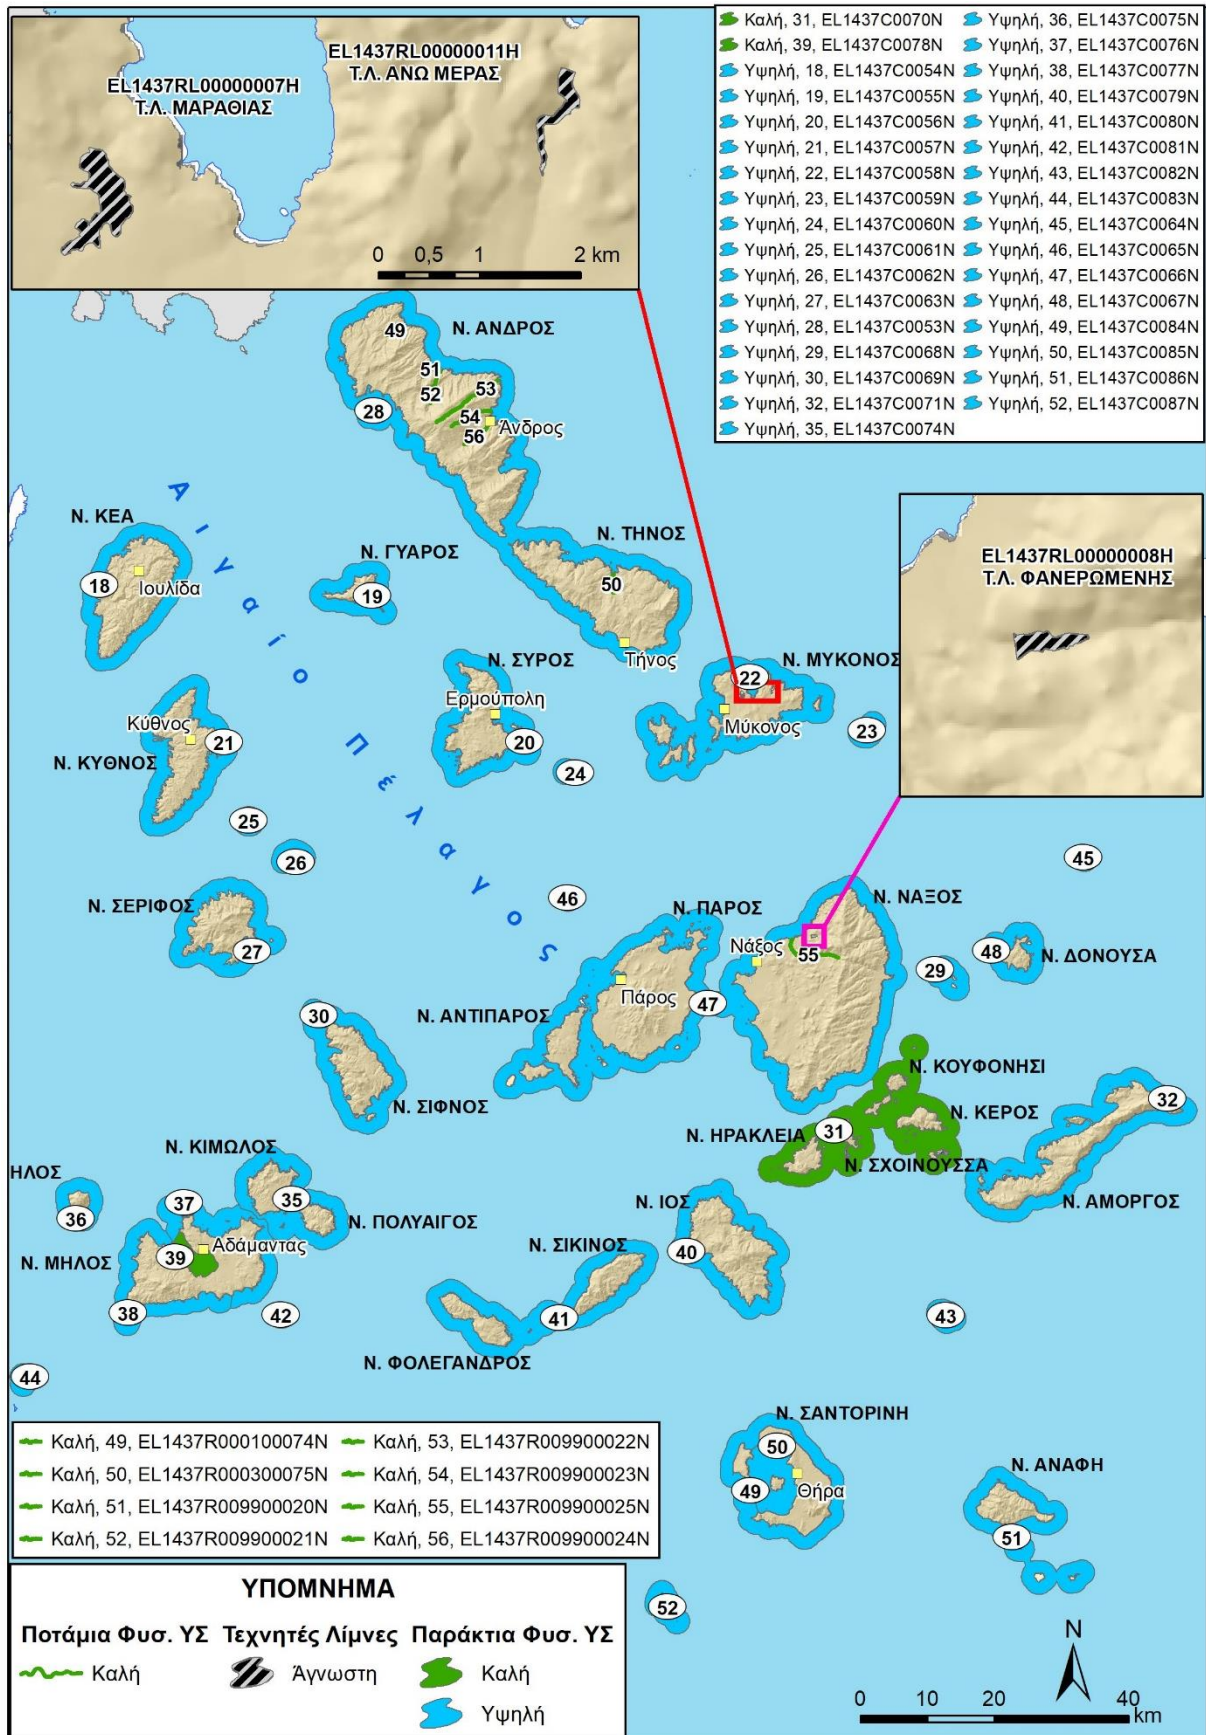 EL1437RL00000007H
Τ.Λ. ΜΑΡΑΘΙΑΣ
EL1437RL00000011H
Τ.Λ. ΑΝΩ ΜΕΡΑΣ
0 0,5 1 2 km
Καλή, 31, EL1437C0070N
Καλή, 39, EL1437C0078N
Υψηλή, 18, EL1437C0054N
Υψηλή, 19, EL1437C0055N
Υψηλή, 20, EL1437C0056N
Υψηλή, 21, EL1437C0057N
Υψηλή, 22, EL1437C0058N
Υψηλή, 23, EL1437C0059N
Υψηλή, 24, EL1437C0060N
Υψηλή, 25, EL1437C0061N
Υψηλή, 26, EL1437C0062N
Υψηλή, 27, EL1437C0063N
Υψηλή, 28, EL1437C0053N
Υψηλή, 29, EL1437C0068N
Υψηλή, 30, EL1437C0069N
Υψηλή, 32, EL1437C0071N
Υψηλή, 35, EL1437C0074N
Υψηλή, 36, EL1437C0075N
Υψηλή, 37, EL1437C0076N
Υψηλή, 38, EL1437C0077N
Υψηλή, 40, EL1437C0079N
Υψηλή, 41, EL1437C0080N
Υψηλή, 42, EL1437C0081N
Υψηλή, 43, EL1437C0082N
Υψηλή, 44, EL1437C0083N
Υψηλή, 45, EL1437C0064N
Υψηλή, 46, EL1437C0065N
Υψηλή, 47, EL1437C0066N
Υψηλή, 48, EL1437C0067N
Υψηλή, 49, EL1437C0084N
Υψηλή, 50, EL1437C0085N
Υψηλή, 51, EL1437C0086N
Υψηλή, 52, EL1437C0087N
49
Ν. ΑΝΔΡΟΣ
51
52
53
28
54
56
Άνδρος
EL1437RL00000008H
Τ.Λ. ΦΑΝΕΡΩΜΕΝΗΣ
Αιγαίο Πέλαγος
Ν. ΚΕΑ
18
Ιουλίδα
Ν. ΓΥΑΡΟΣ
19
Ν. ΤΗΝΟΣ
50
Τήνος
Ν. ΣΥΡΟΣ
Ερμούπολη
20
24
Ν. ΜΥΚΟΝΟΣ
22
Μύκονος
23
Κύθνος
21
Ν. ΚΥΘΝΟΣ
25
26
45
46
Ν. ΣΕΡΙΦΟΣ
27
Ν. ΠΑΡΟΣ
Ν. ΝΑΞΟΣ
Νάξος
55
48
Ν. ΔΟΝΟΥΣΑ
29
Πάρος
47
Ν. ΑΝΤΙΠΑΡΟΣ
30
Ν. ΣΙΦΝΟΣ
Ν. ΚΟΥΦΟΝΗΣΙ
Ν. ΚΕΡΟΣ
32
31
Ν. ΗΡΑΚΛΕΙΑ
Ν. ΣΧΟΙΝΟΥΣΣΑ
Ν. ΑΜΟΡΓΟΣ
Ν. ΚΙΜΩΛΟΣ
ΗΛΟΣ
36
37
35
Ν. ΠΟΛΥΑΙΓΟΣ
Ν. ΙΟΣ
Ν. ΜΗΛΟΣ
39
Αδάμαντας
Ν. ΣΙΚΙΝΟΣ
40
38
42
41
43
Ν. ΦΟΛΕΓΑΝΔΡΟΣ
44
Ν. ΣΑΝΤΟΡΙΝΗ
50
49
Θήρα
Ν. ΑΝΑΦΗ
51
52
Καλή, 49, EL1437R000100074N
Καλή, 50, EL1437R000300075N
Καλή, 51, EL1437R009900020N
Καλή, 52, EL1437R009900021N
Καλή, 53, EL1437R009900022N
Καλή, 54, EL1437R009900023N
Καλή, 55, EL1437R009900025N
Καλή, 56, EL1437R009900024N
ΥΠΟΜΝΗΜΑ
Ποτάμια Φυσ. ΥΣ
Καλή
Τεχνητές Λίμνες
Άγνωστη
Παράκτια Φυσ. ΥΣ
Καλή
Υψηλή
N
0 10 20 40
km